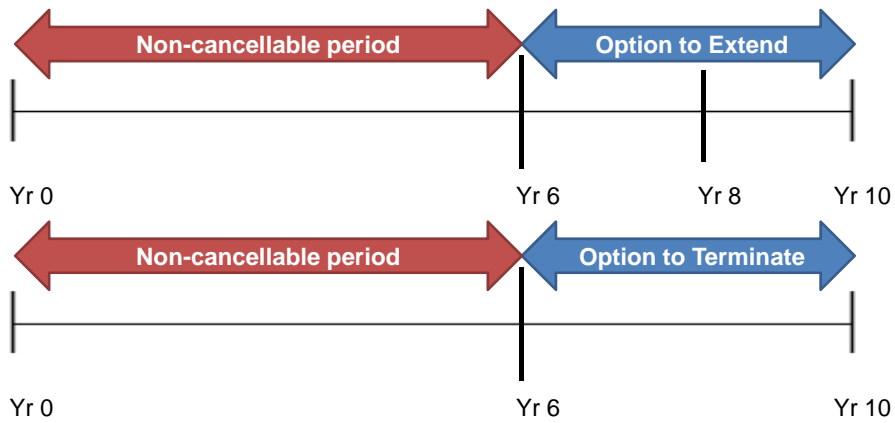 Non-cancellable period Option to Extend
Yr 0 Yr 6 Yr 8 Yr 10
Non-cancellable period Option to Terminate
Yr 0 Yr 6 Yr 10